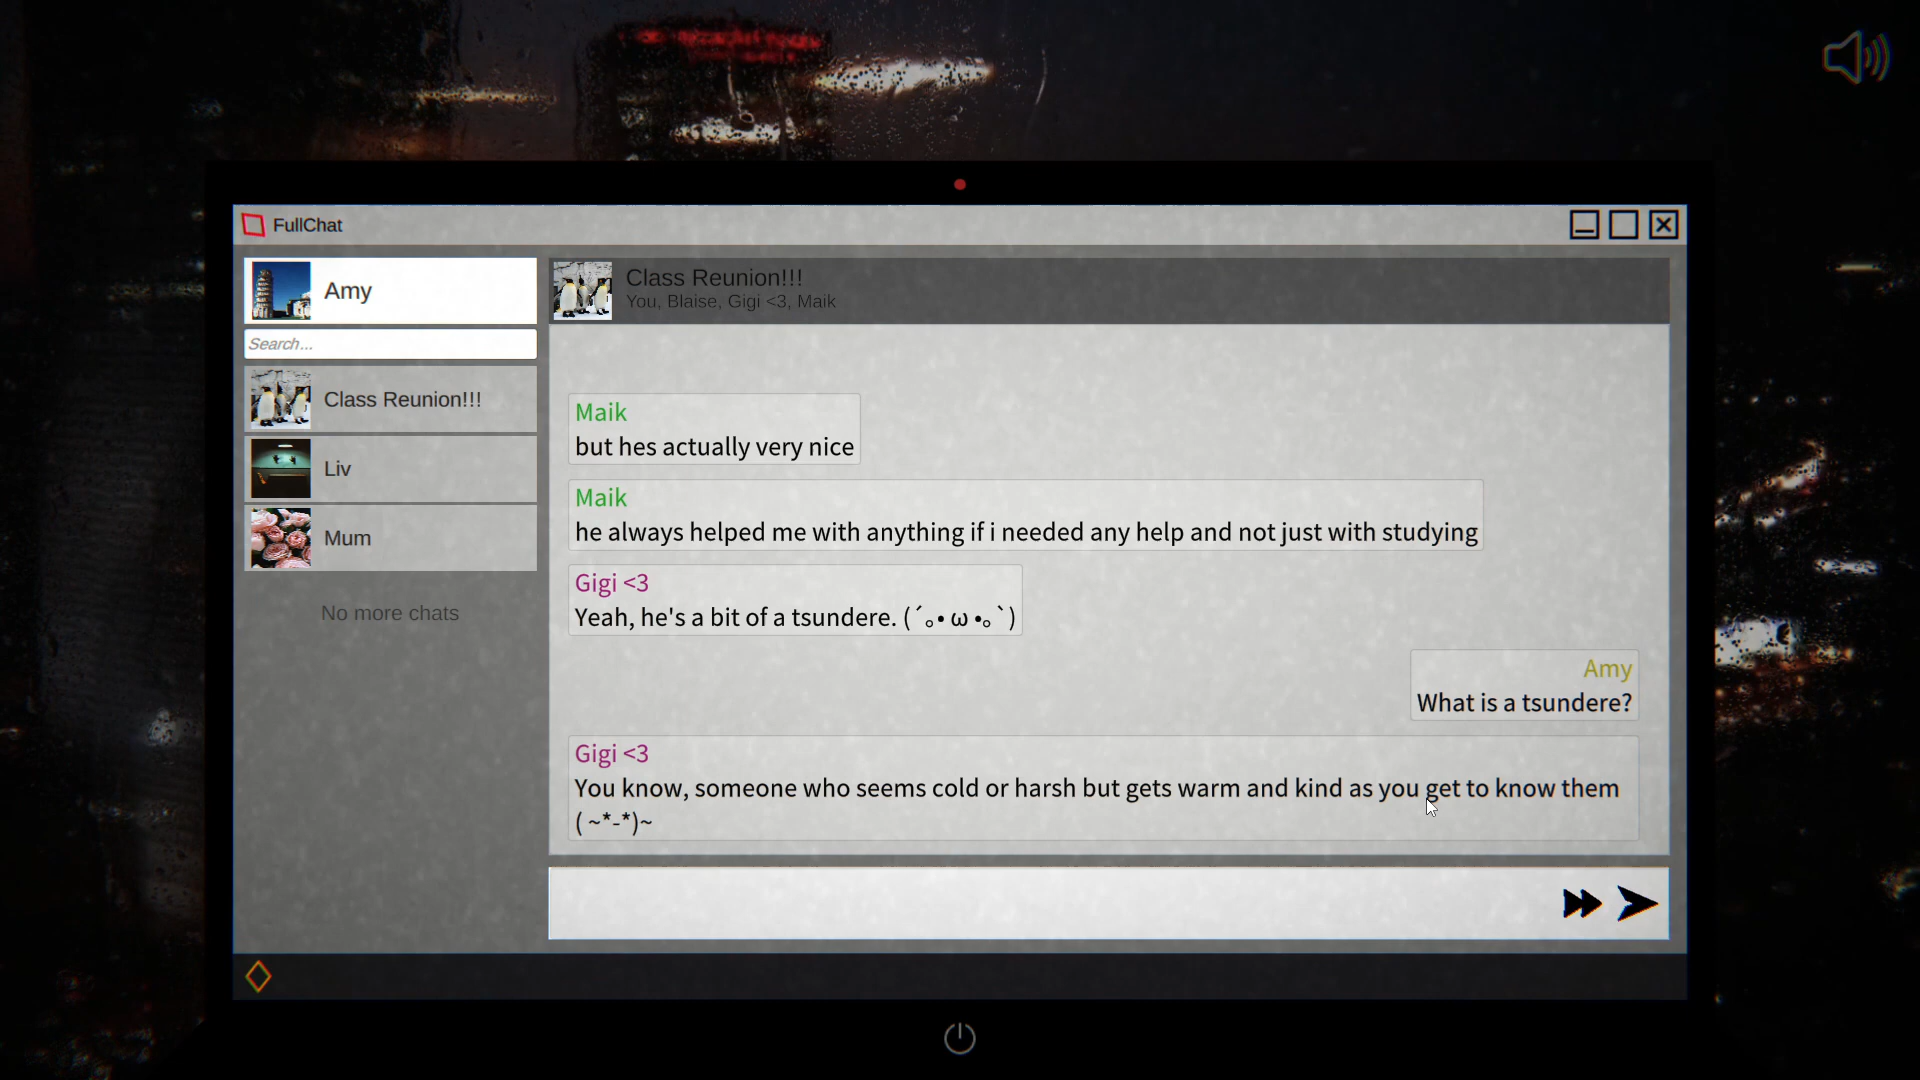 FullChat
Amy
Search...
Class Reunion!!!
Liv
Mum
No more chats
Class Reunion!!!
You, Blaise, Gigi <3, Maik
Maik
but hes actually very nice
Maik
he always helped me with anything if i needed any help and not just with studying
Gigi <3
Yeah, he's a bit of a tsundere. (´｡• ω •｡`)
Amy
What is a tsundere?
Gigi <3
You know, someone who seems cold or harsh but gets warm and kind as you get to know them
( ~*-*)~